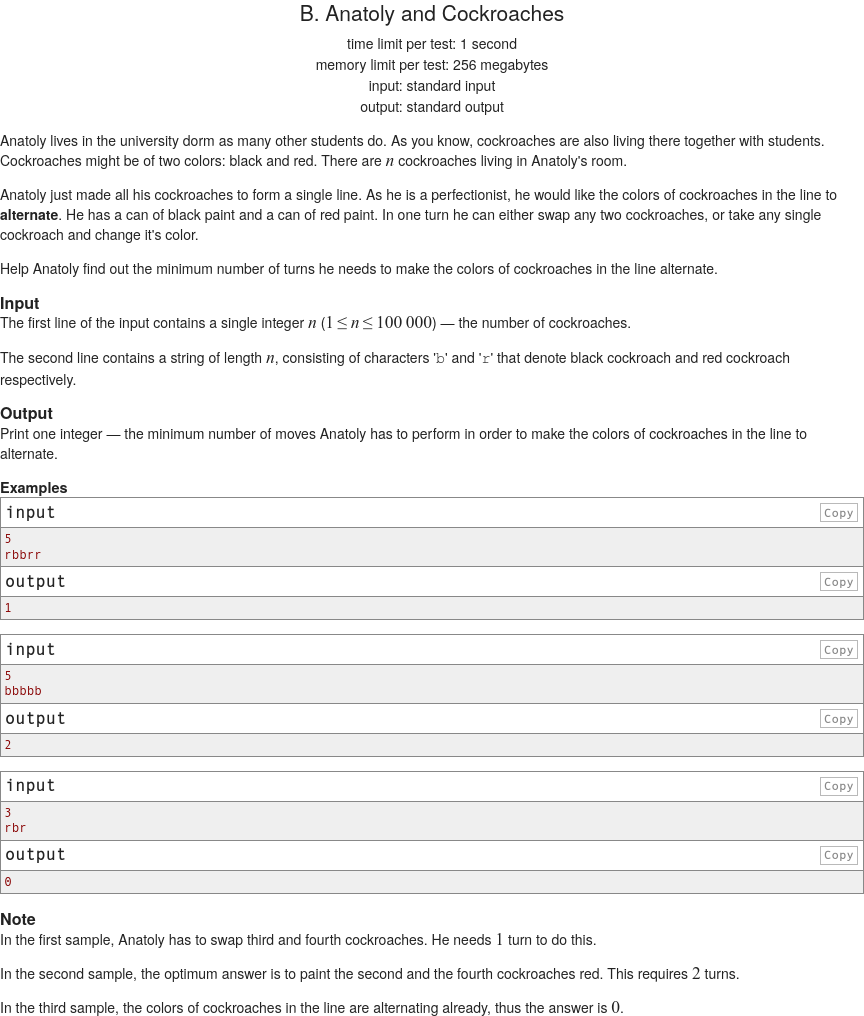 B. Anatoly and Cockroaches
time limit per test: 1 second
memory limit per test: 256 megabytes
input: standard input
output: standard output
Anatoly lives in the university dorm as many other students do. As you know, cockroaches are also living there together with students.
Cockroaches might be of two colors: black and red. There are n cockroaches living in Anatoly's room.
Anatoly just made all his cockroaches to form a single line. As he is a perfectionist, he would like the colors of cockroaches in the line to
alternate. He has a can of black paint and a can of red paint. In one turn he can either swap any two cockroaches, or take any single
cockroach and change it's color.
Help Anatoly find out the minimum number of turns he needs to make the colors of cockroaches in the line alternate.
Input
The first line of the input contains a single integer n (1 ≤ n ≤ 100 000) — the number of cockroaches.
The second line contains a string of length n, consisting of characters 'b' and 'r' that denote black cockroach and red cockroach
respectively.
Output
Print one integer — the minimum number of moves Anatoly has to perform in order to make the colors of cockroaches in the line to
alternate.
Examples
input Copy
5
rbbrr
output Copy
1
input Copy
5
bbbbb
output Copy
2
input Copy
3
rbr
output Copy
0
Note
In the first sample, Anatoly has to swap third and fourth cockroaches. He needs 1 turn to do this.
In the second sample, the optimum answer is to paint the second and the fourth cockroaches red. This requires 2 turns.
In the third sample, the colors of cockroaches in the line are alternating already, thus the answer is 0.